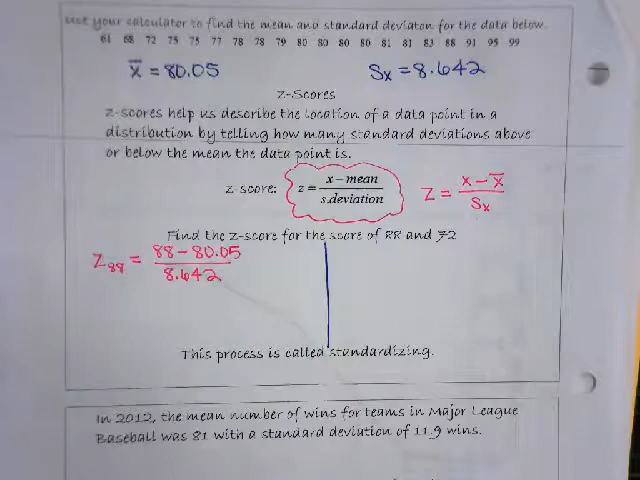 Use your calculator to find the mean and standard deviaton for the data below.
61 68 72 75 75 77 78 78 79 80 80 80 80 81 81 83 88 91 95 99
x̅ = 80.05 Sx = 8.642
z-Scores
z-scores help us describe the location of a data point in a
distribution by telling how many standard deviations above
or below the mean the data point is.
z-score: z = x – mean / s.deviation z = x – x̅ / Sx
Find the z-score for the score of 88 and 72
z88 = 88 – 80.05 / 8.642
This process is called standardizing.
In 2012, the mean number of wins for teams in Major League
Baseball was 81 with a standard deviation of 11.9 wins.